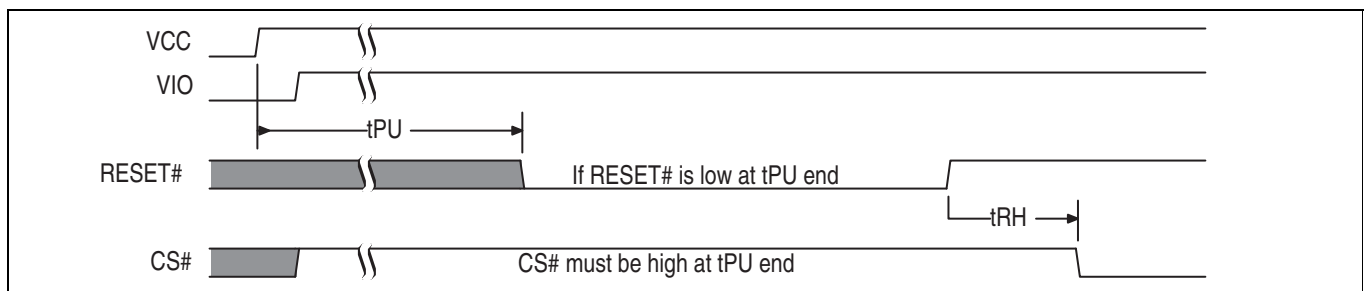 VCC
VIO
tPU
RESET# If RESET# is low at tPU end
tRH
CS# CS# must be high at tPU end